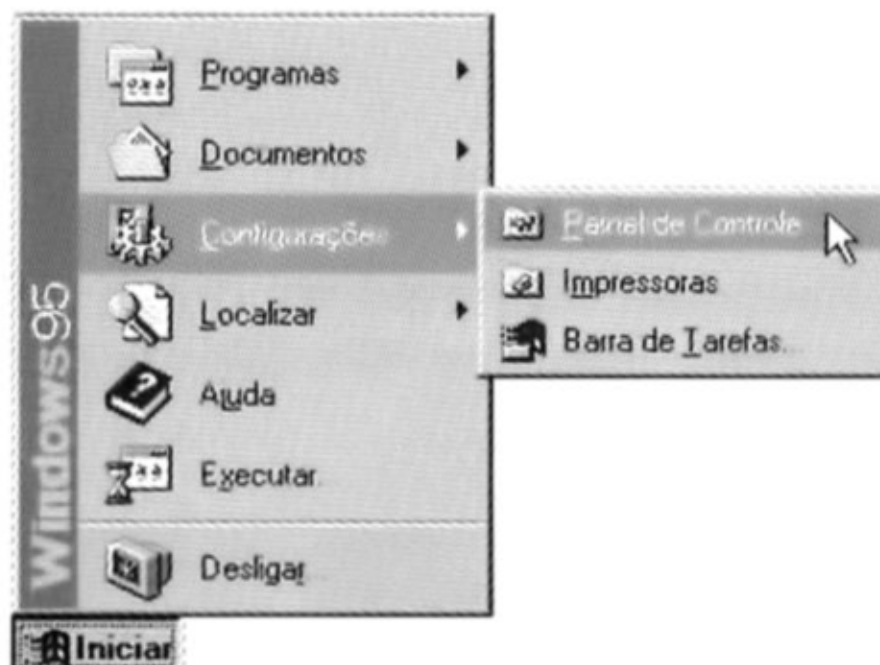 Windows95
Programas
Documentos
Configurações
Localizar
Ajuda
Executar...
Desligar...
Painel de Controle
Impressoras
Barra de Tarefas...
Iniciar